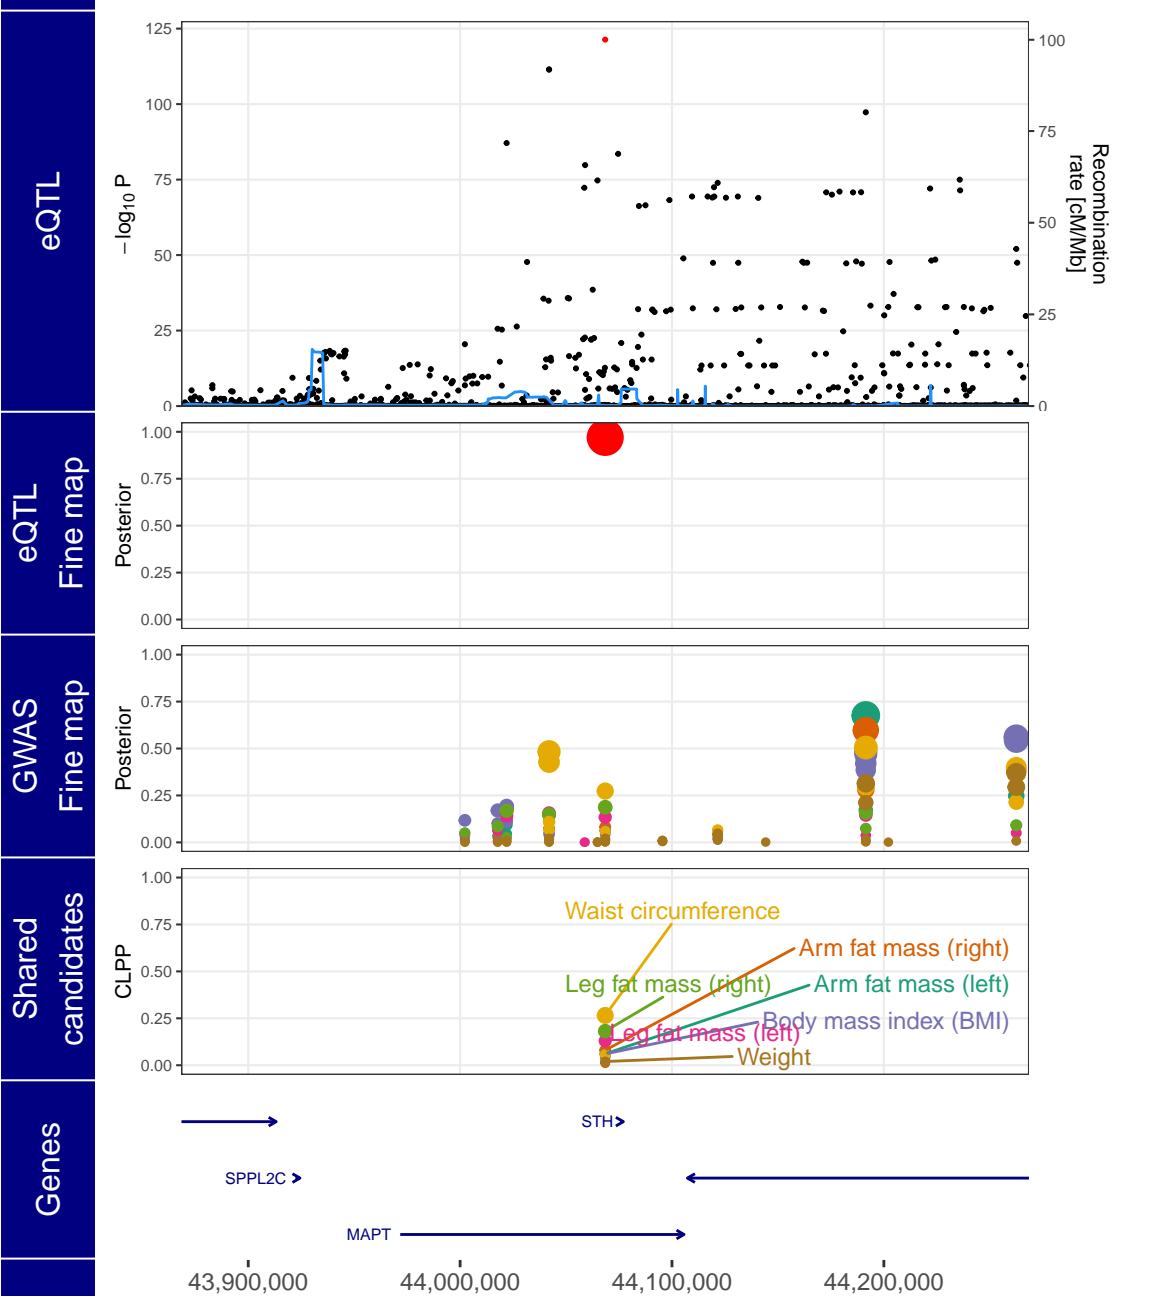 eQTL
−log10 P
125
100
75
50
25
0
100
75
50
25
0
Recombination
rate [cM/Mb]
eQTL
Fine map
Posterior
1.00
0.75
0.50
0.25
0.00
GWAS
Fine map
Posterior
1.00
0.75
0.50
0.25
0.00
Shared
candidates
CLPP
1.00
0.75
0.50
0.25
0.00
Waist circumference
Arm fat mass (right)
Leg fat mass (right)
Arm fat mass (left)
Body mass index (BMI)
Leg fat mass (left)
Weight
Genes
STH
SPPL2C
MAPT
43,900,000
44,000,000
44,100,000
44,200,000